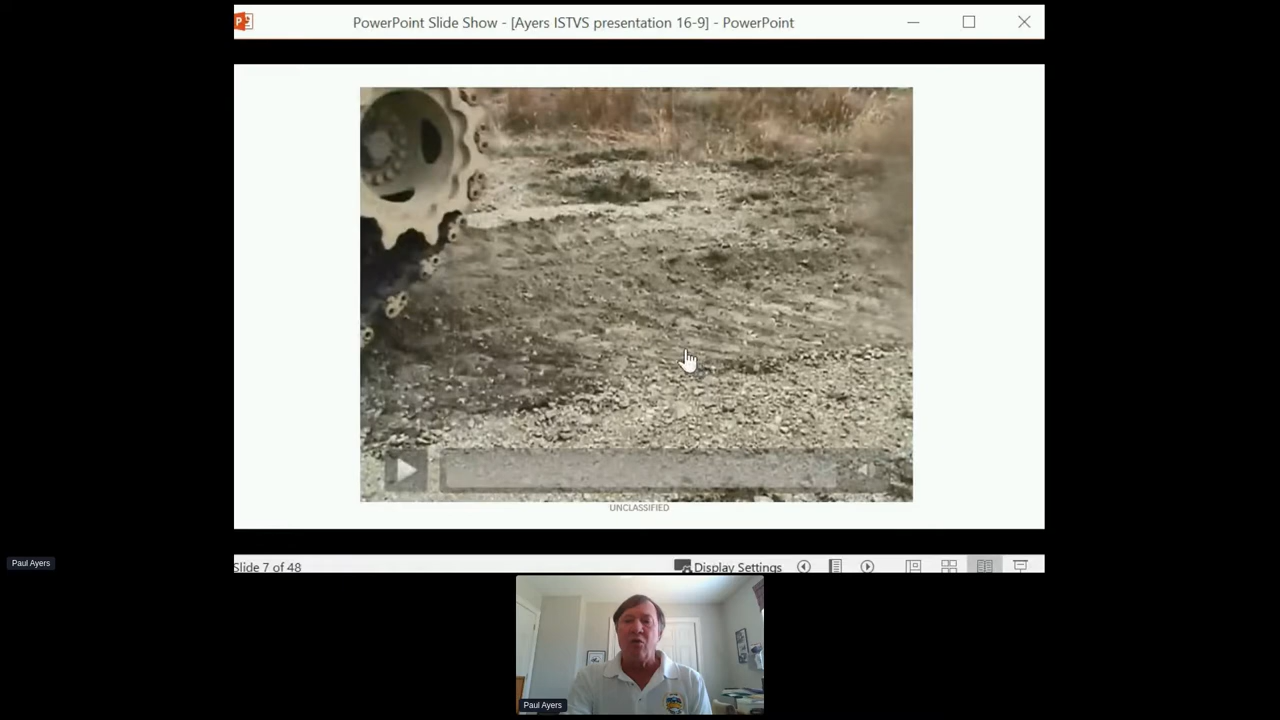 PowerPoint Slide Show - [Ayers ISTVS presentation 16-9] - PowerPoint
UNCLASSIFIED
Paul Ayers
Slide 7 of 48
Display Settings
Paul Ayers